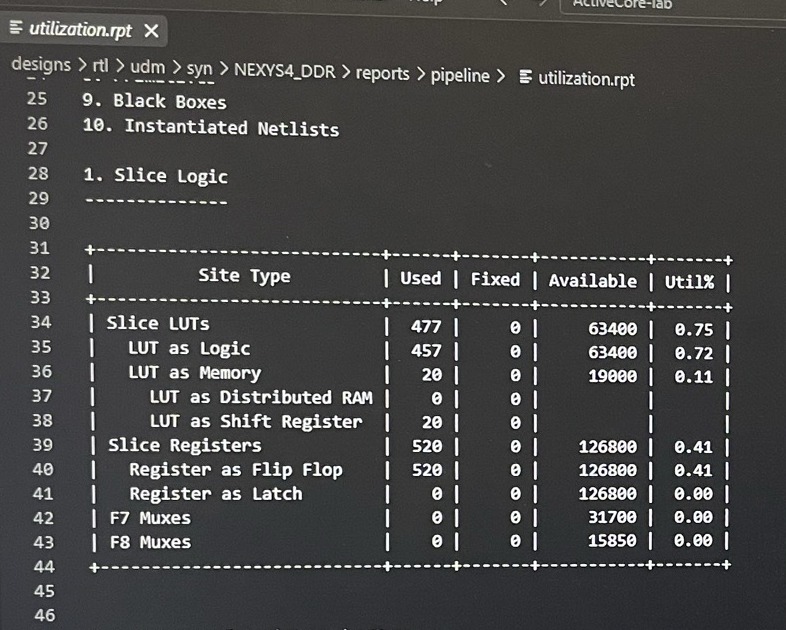 ActiveCore-lab
utilization.rpt ×
designs > rtl > udm > syn > NEXYS4_DDR > reports > pipeline > utilization.rpt
25 9. Black Boxes
26 10. Instantiated Netlists
27
28 1. Slice Logic
29 --------------
30
31 +----------------------------+------+-------+-----------+-------+
32 |          Site Type         | Used | Fixed | Available | Util% |
33 +----------------------------+------+-------+-----------+-------+
34 | Slice LUTs                 |  477 |     0 |     63400 |  0.75 |
35 |   LUT as Logic             |  457 |     0 |     63400 |  0.72 |
36 |   LUT as Memory            |   20 |     0 |     19000 |  0.11 |
37 |     LUT as Distributed RAM |    0 |     0 |           |       |
38 |     LUT as Shift Register  |   20 |     0 |           |       |
39 | Slice Registers            |  520 |     0 |    126800 |  0.41 |
40 |   Register as Flip Flop    |  520 |     0 |    126800 |  0.41 |
41 |   Register as Latch        |    0 |     0 |    126800 |  0.00 |
42 | F7 Muxes                   |    0 |     0 |     31700 |  0.00 |
43 | F8 Muxes                   |    0 |     0 |     15850 |  0.00 |
44 +----------------------------+------+-------+-----------+-------+
45
46